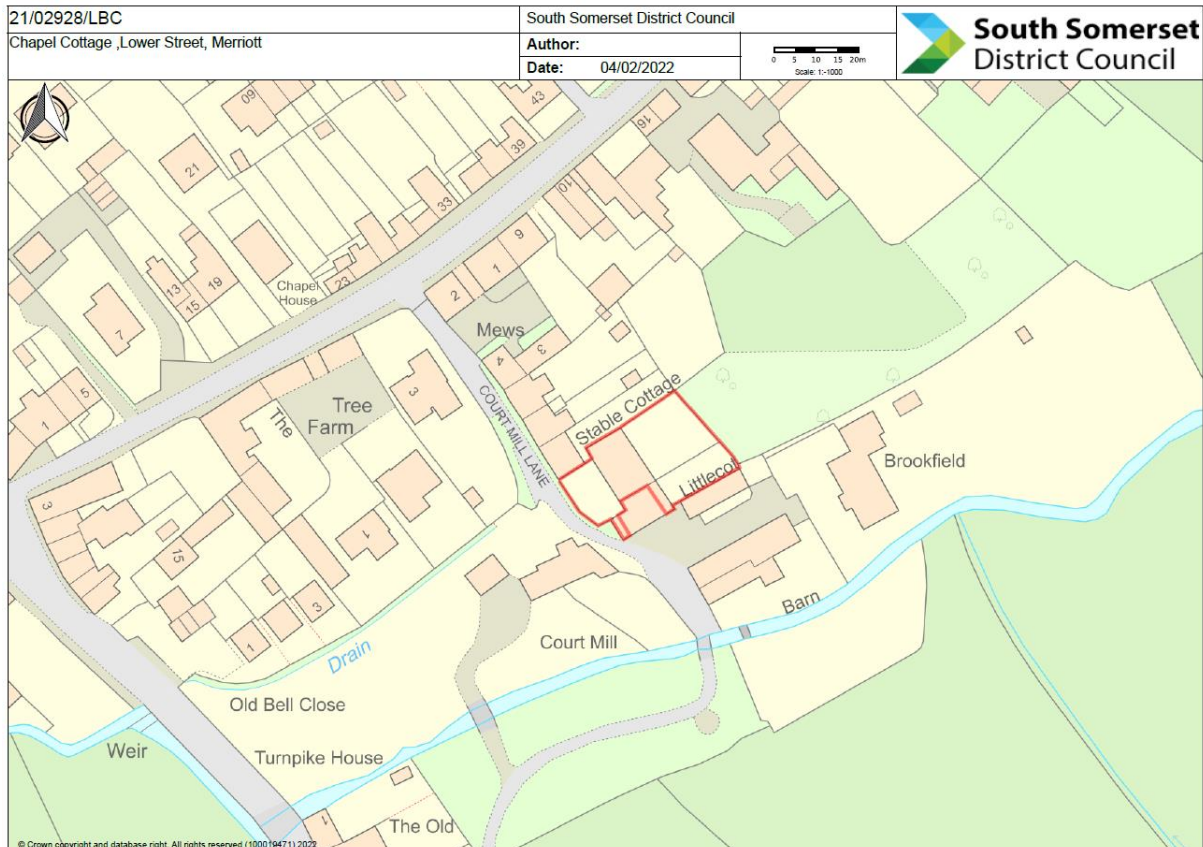 21/02928/LBC
Chapel Cottage ,Lower Street, Merriott
South Somerset District Council
Author:
Date: 04/02/2022
0 5 10 15 20m
Scale: 1:-1000
South Somerset
District Council
09
43
21
39
16
33
10
9
13
19
15
Chapel
House
23
1
2
7
Mews
3
4
5
1
3
COURT MILL LANE
Stable Cottage
Tree
Farm
The
Littlecot
Brookfield
3
15
1
3
1
Barn
Drain
Court Mill
Old Bell Close
Weir
Turnpike House
1
The Old
© Crown copyright and database right. All rights reserved (100019471) 2022